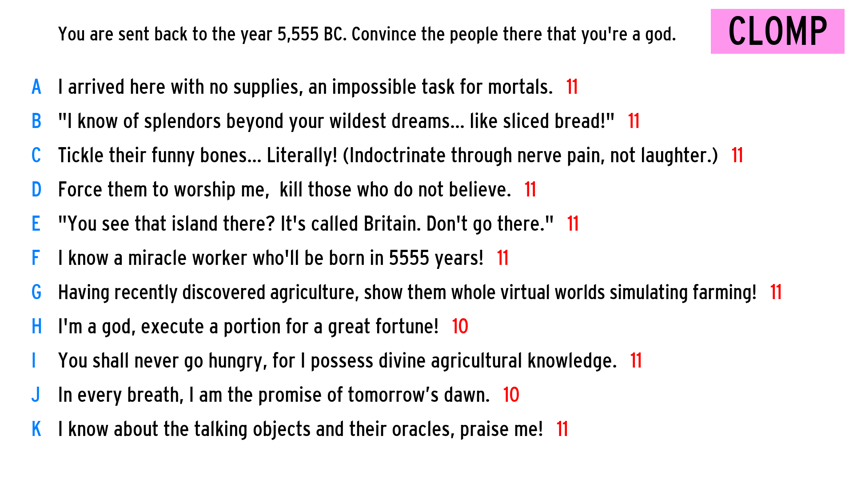 You are sent back to the year 5,555 BC. Convince the people there that you're a god.
CLOMP
A I arrived here with no supplies, an impossible task for mortals. 11
B "I know of splendors beyond your wildest dreams... like sliced bread!" 11
C Tickle their funny bones... Literally! (Indoctrinate through nerve pain, not laughter.) 11
D Force them to worship me,  kill those who do not believe. 11
E "You see that island there? It's called Britain. Don't go there." 11
F I know a miracle worker who'll be born in 5555 years! 11
G Having recently discovered agriculture, show them whole virtual worlds simulating farming! 11
H I'm a god, execute a portion for a great fortune! 10
I You shall never go hungry, for I possess divine agricultural knowledge. 11
J In every breath, I am the promise of tomorrow’s dawn. 10
K I know about the talking objects and their oracles, praise me! 11